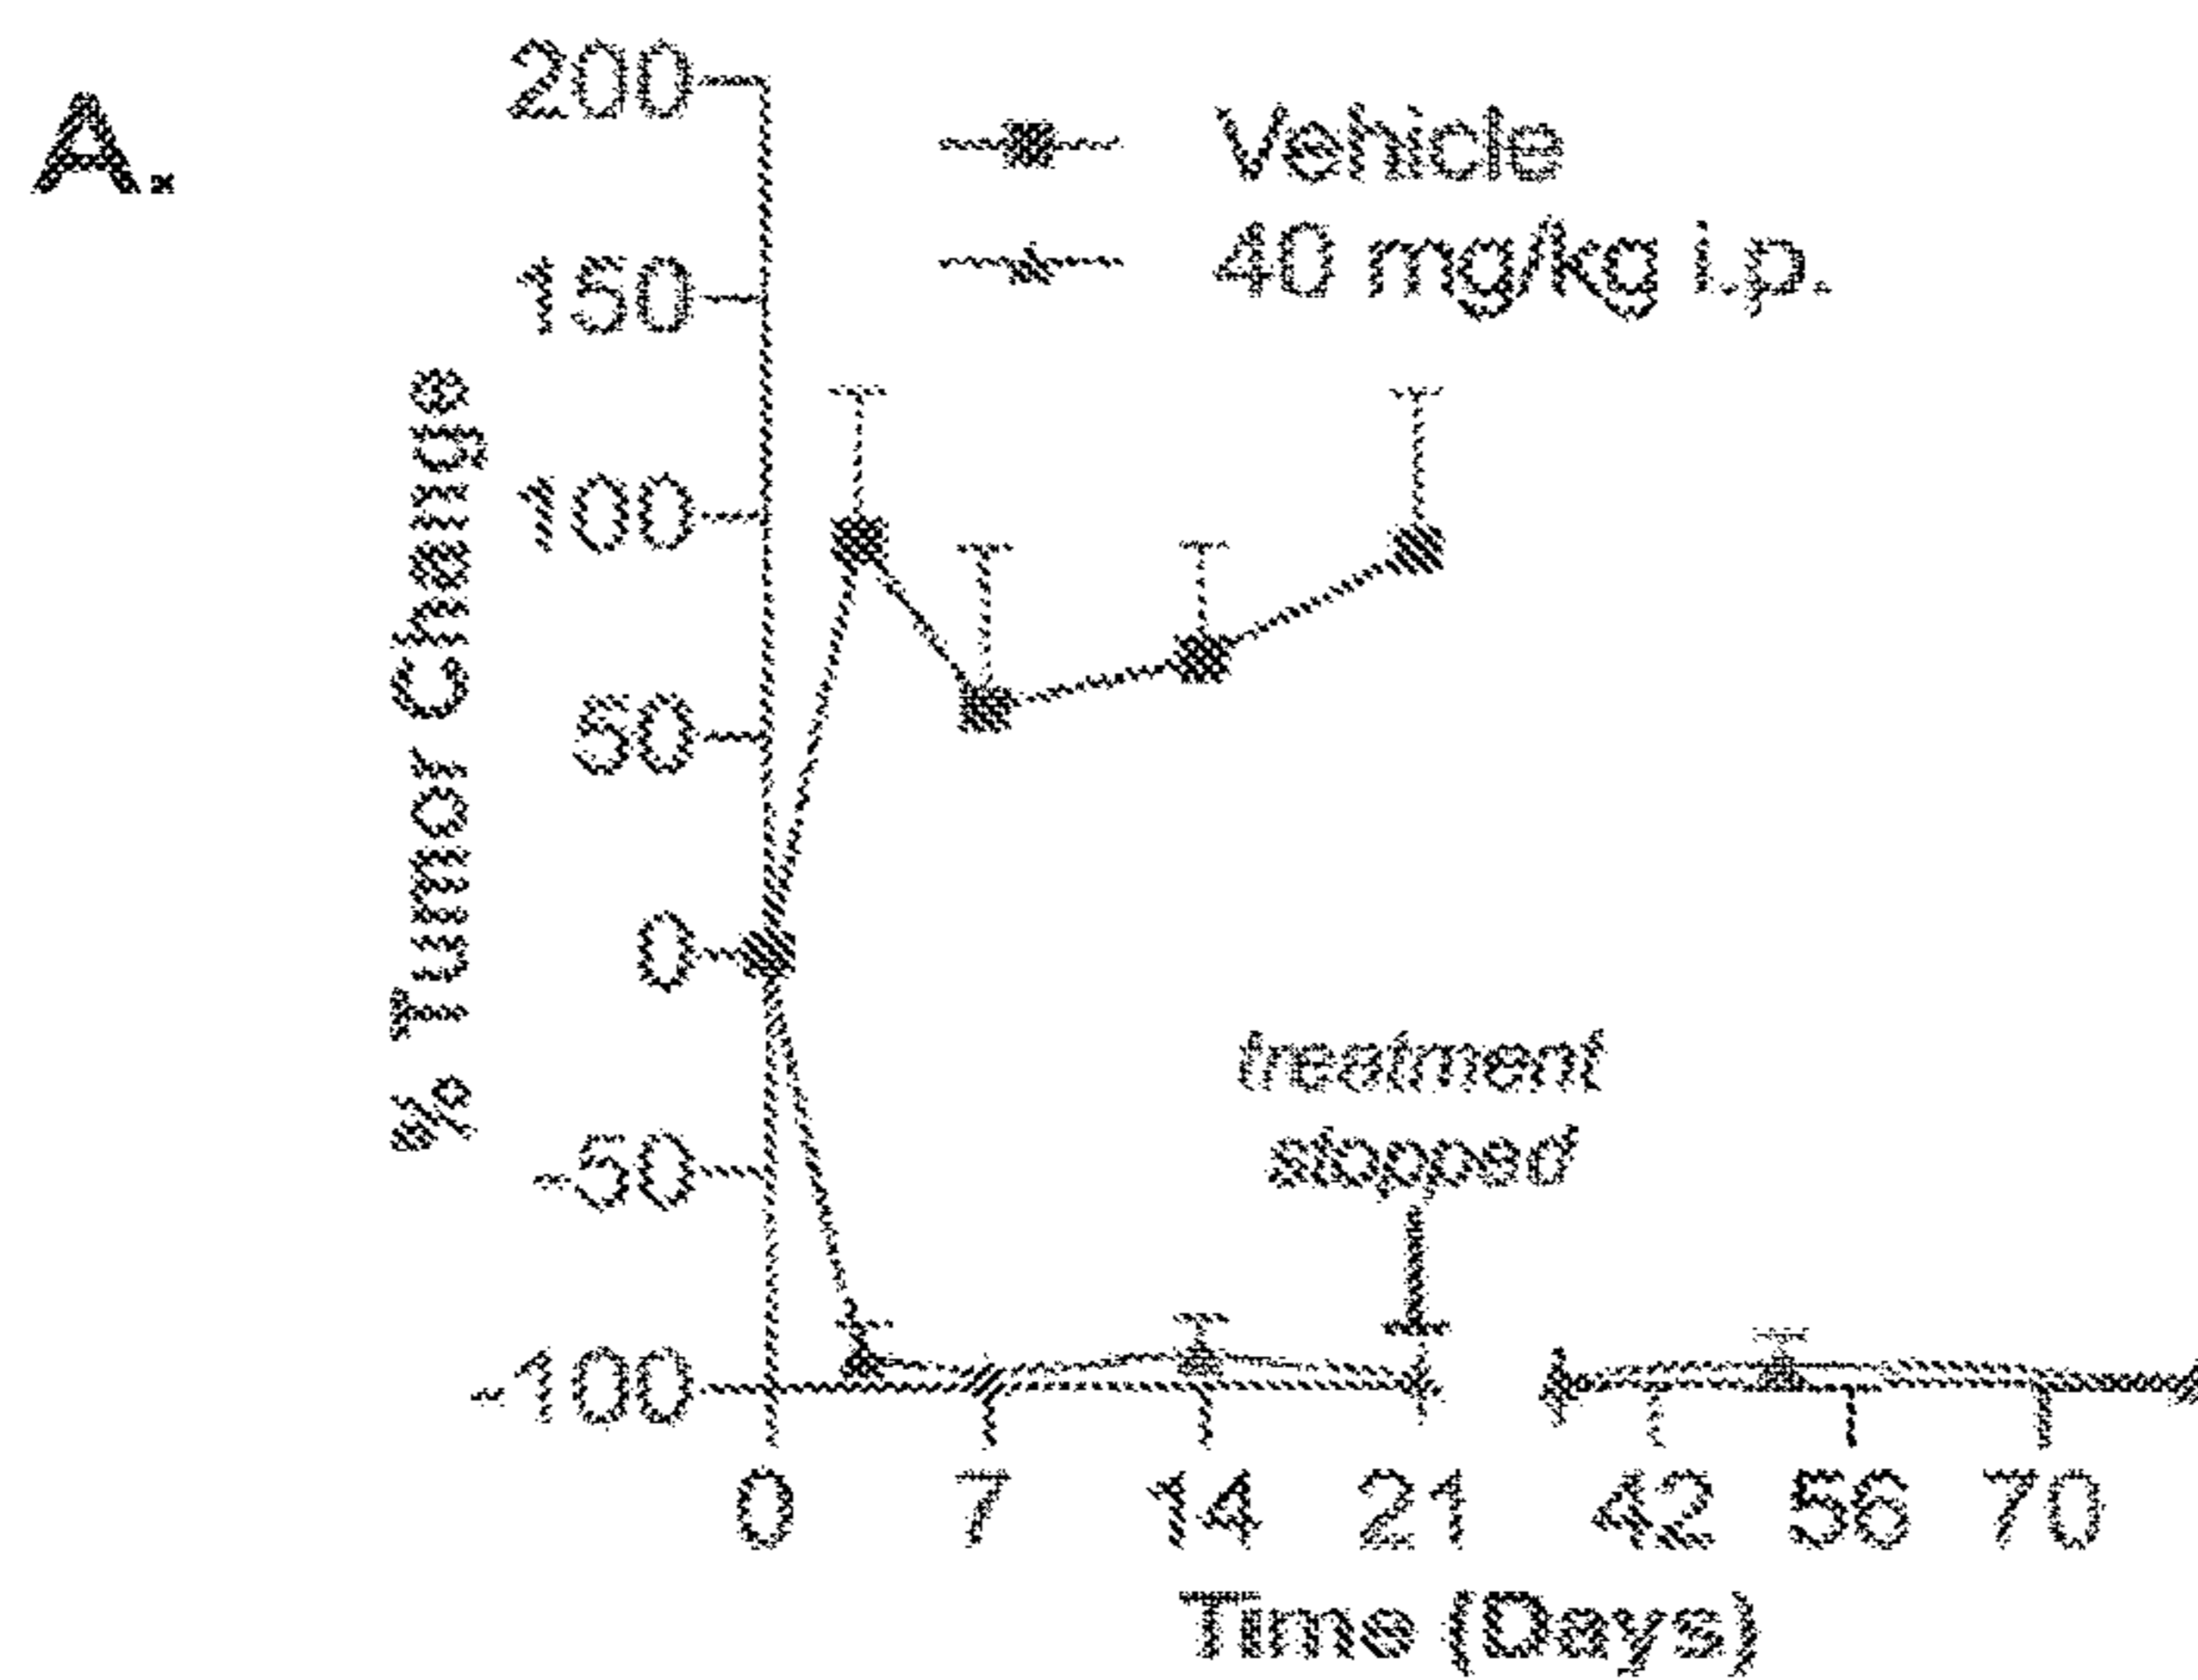 A.
200
Vehicle
40 mg/kg i.p.
150
100
50
0
-50
-100
% Tumor Change
treatment
stopped
0 7 14 21 42 56 70
Time (Days)